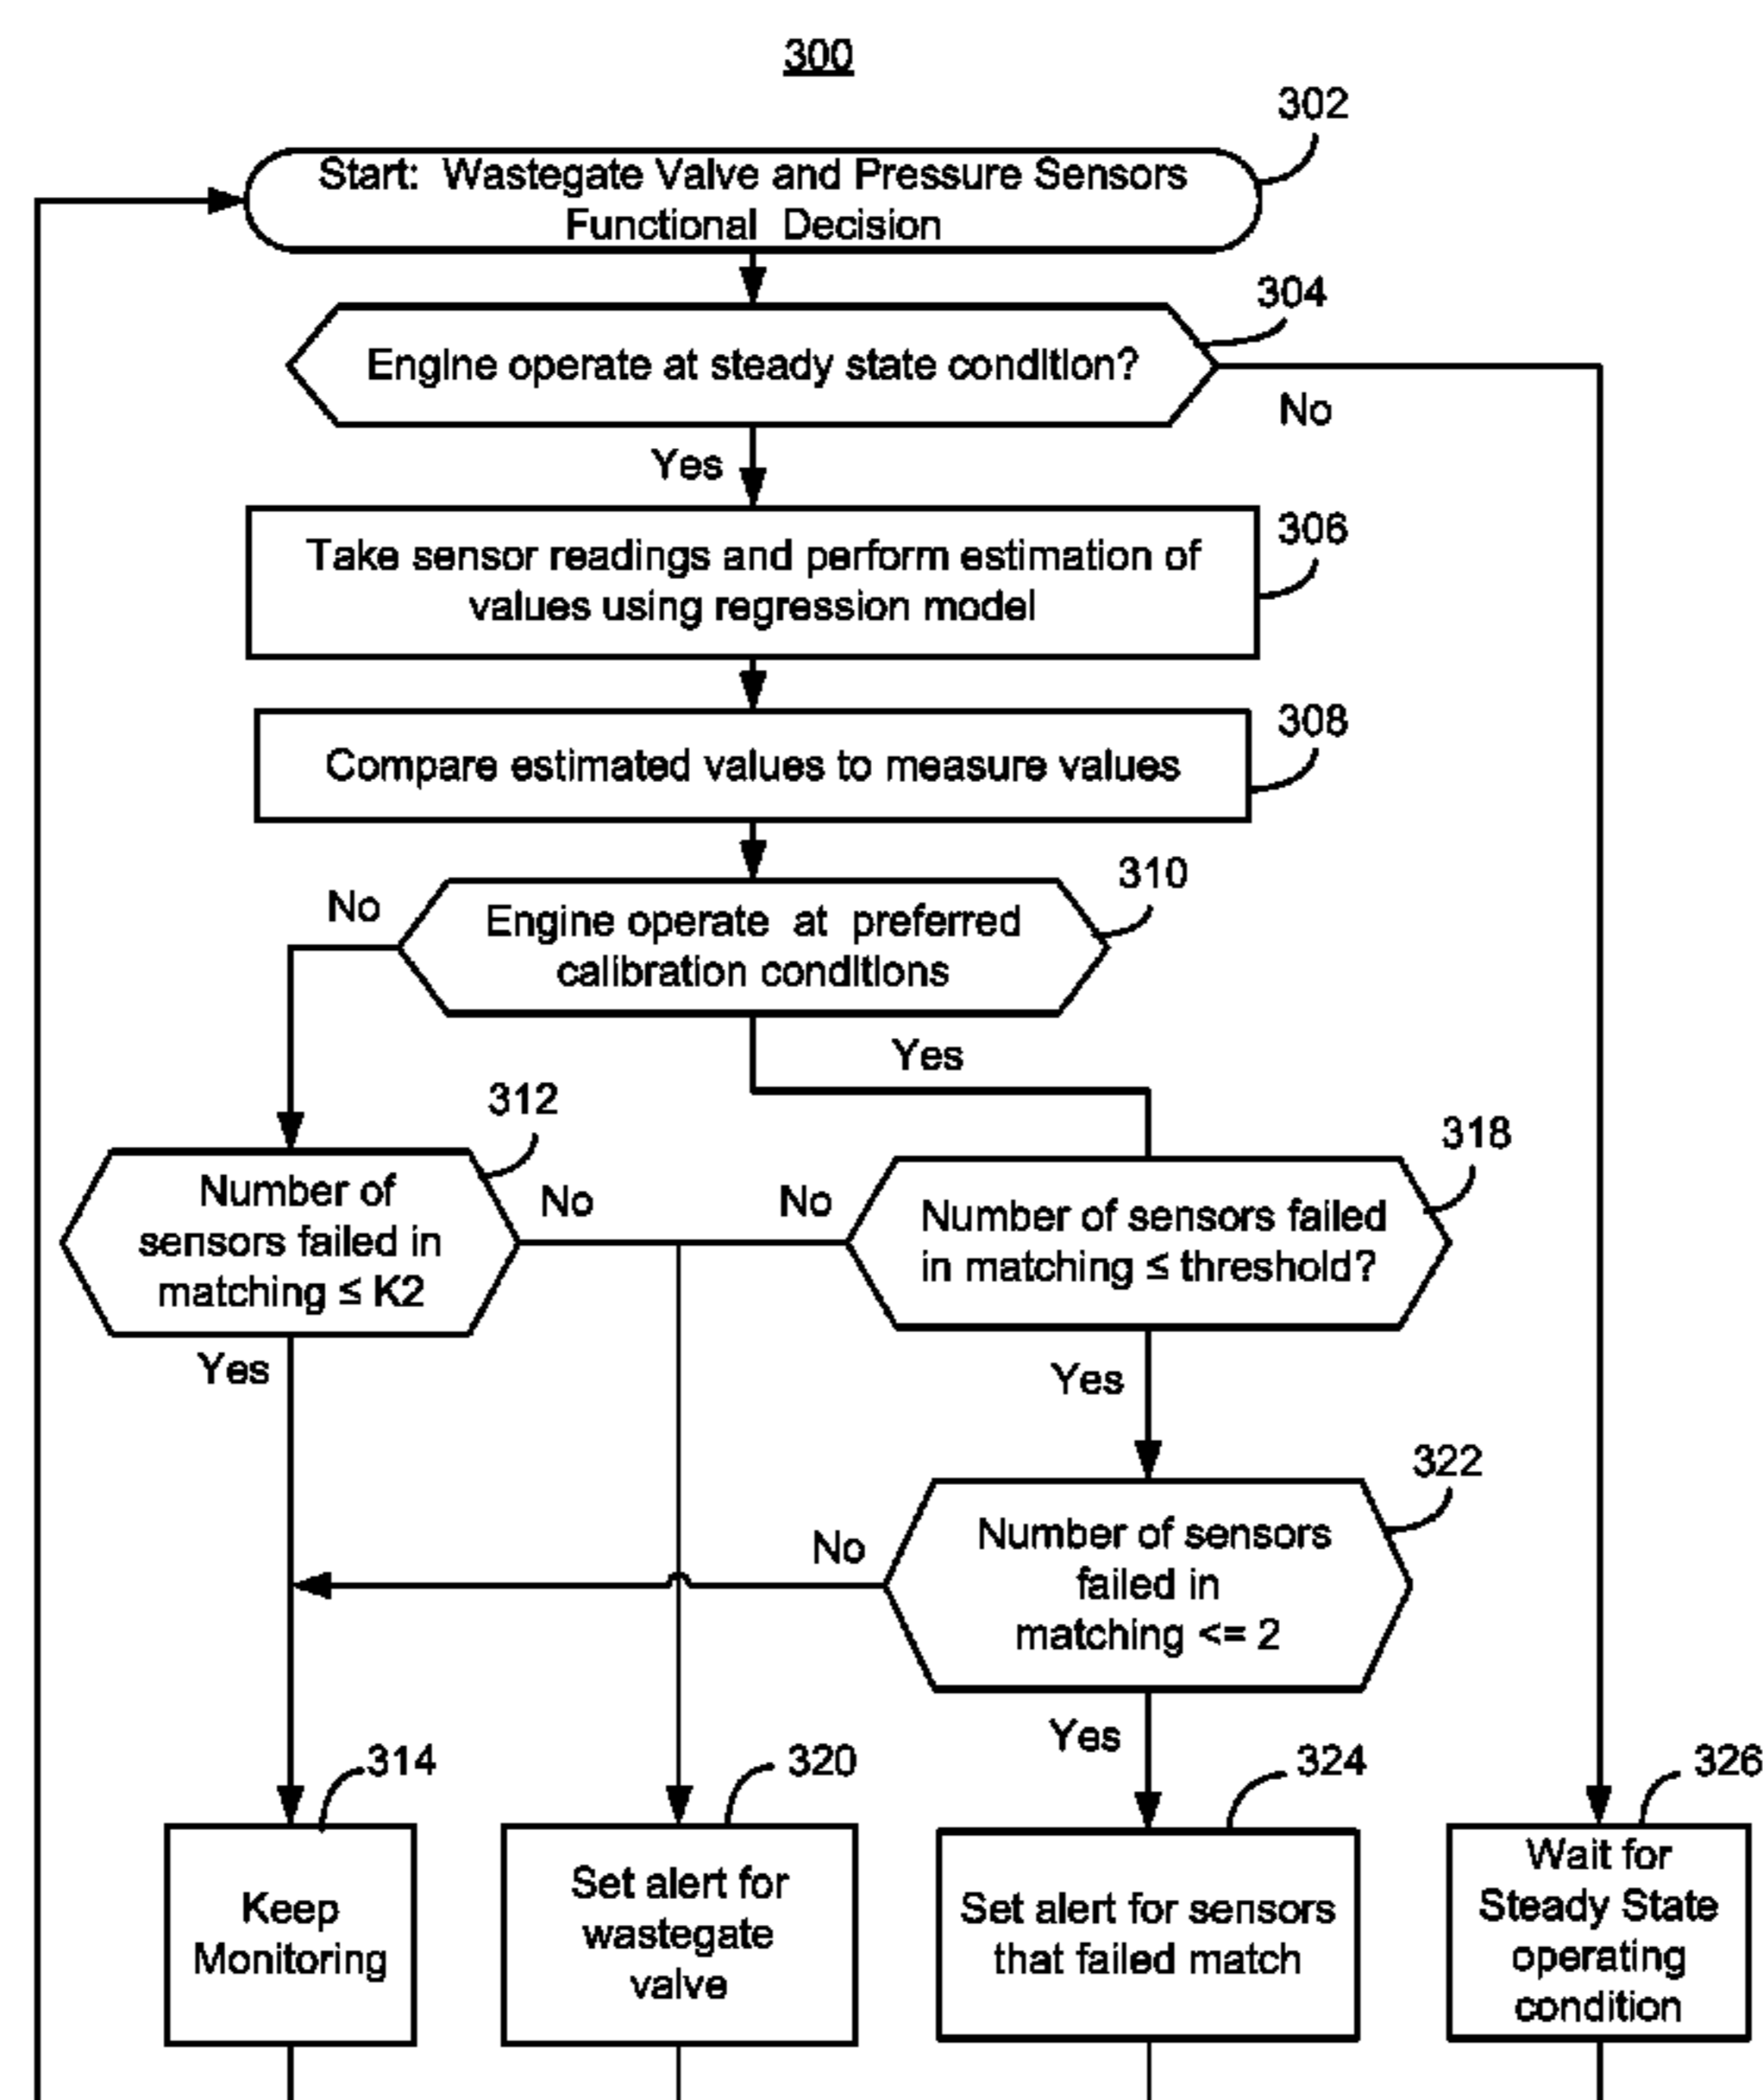 300
302
Start: Wastegate Valve and Pressure Sensors
Functional Decision
304
Engine operate at steady state condition?
No
Yes
306
Take sensor readings and perform estimation of
values using regression model
308
Compare estimated values to measure values
310
No
Engine operate at preferred
calibration conditions
Yes
312
318
Number of
sensors failed in
matching ≤ K2
No
No
Number of sensors failed
in matching ≤ threshold?
Yes
Yes
322
No
Number of sensors
failed in
matching <= 2
Yes
314
320
324
326
Keep
Monitoring
Set alert for
wastegate
valve
Set alert for sensors
that failed match
Wait for
Steady State
operating
condition